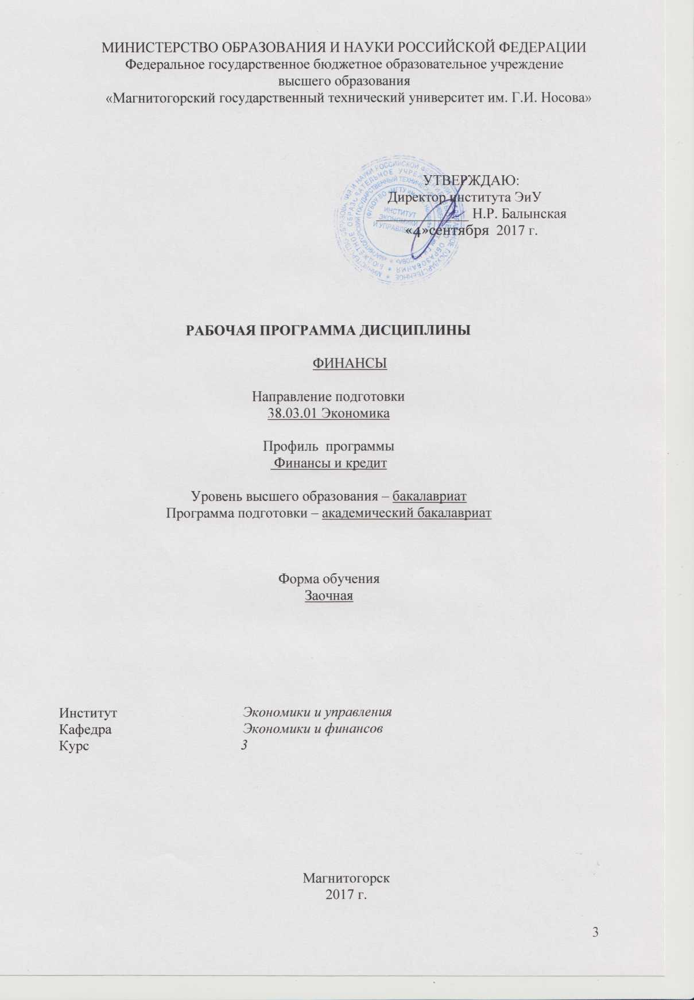 МИНИСТЕРСТВО ОБРАЗОВАНИЯ И НАУКИ РОССИЙСКОЙ ФЕДЕРАЦИИ
Федеральное государственное бюджетное образовательное учреждение
высшего образования
«Магнитогорский государственный технический университет им. Г.И. Носова»
УТВЕРЖДАЮ:
Директор института ЭиУ
Н.Р. Балынская
«4»сентября 2017 г.
ИНСТИТУТ
ЭКОНОМИКИ
И УПРАВЛЕ
РАБОЧАЯ ПРОГРАММА ДИСЦИПЛИНЫ
ФИНАНСЫ
Направление подготовки
38.03.01 Экономика
Профиль программы
Финансы и кредит
Уровень высшего образования – бакалавриат
Программа подготовки – академический бакалавриат
Форма обучения
Заочная
Институт Экономики и управления
Кафедра Экономики и финансов
Курс 3
Магнитогорск
2017 г.
3